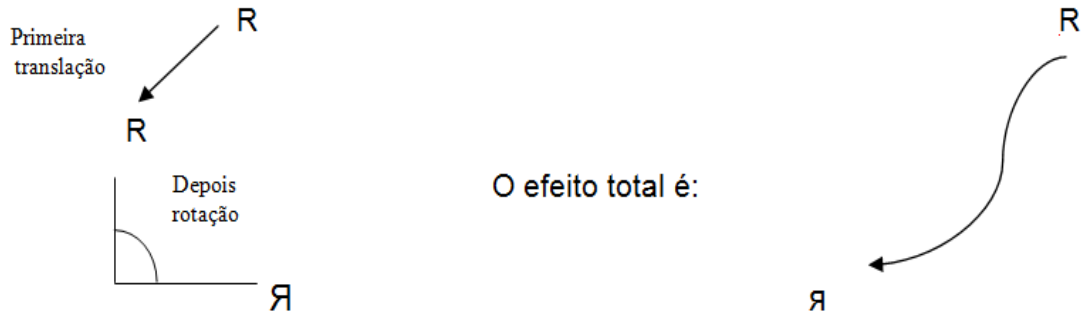 Primeira
translação
R
R
Depois
rotação
Я
O efeito total é:
R
Я